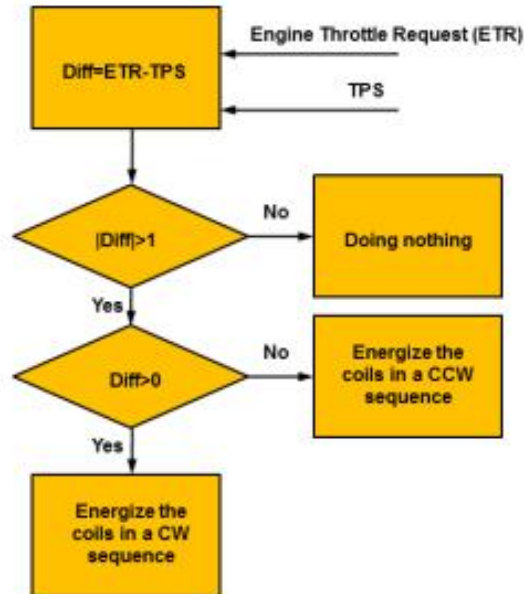 Engine Throttle Request (ETR)
Diff=ETR-TPS
TPS
|Diff|>1
No
Doing nothing
Yes
Diff>0
No
Energize the
coils in a CCW
sequence
Yes
Energize the
coils in a CW
sequence